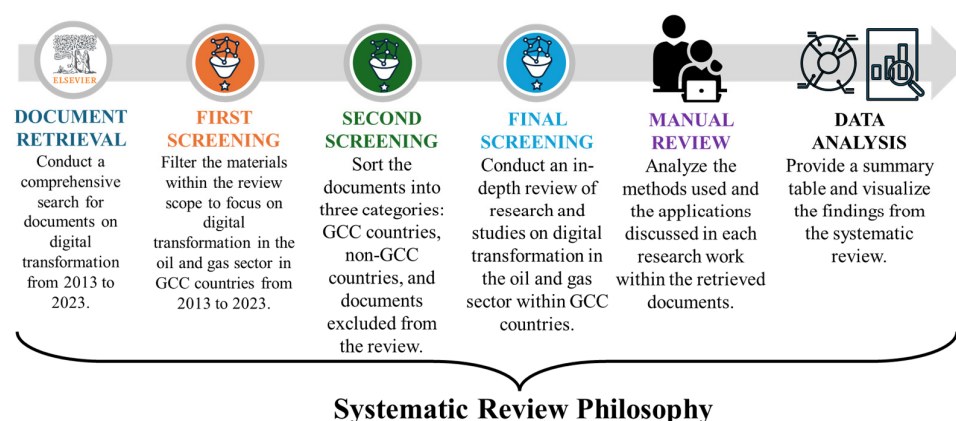 ELSEVIER
DOCUMENT
RETRIEVAL
Conduct a
comprehensive
search for
documents on
digital
transformation
from 2013 to
2023.
FIRST
SCREENING
Filter the materials
within the review
scope to focus on
digital
transformation in the
oil and gas sector in
GCC countries from
2013 to 2023.
SECOND
SCREENING
Sort the
documents into
three categories:
GCC countries,
non-GCC
countries, and
documents
excluded from
the review.
FINAL
SCREENING
Conduct an in-
depth review of
research and
studies on digital
transformation in
the oil and gas
sector within GCC
countries.
MANUAL
REVIEW
Analyze the
methods used and
the applications
discussed in each
research work
within the retrieved
documents.
DATA
ANALYSIS
Provide a summary
table and visualize
the findings from
the systematic
review.
Systematic Review Philosophy